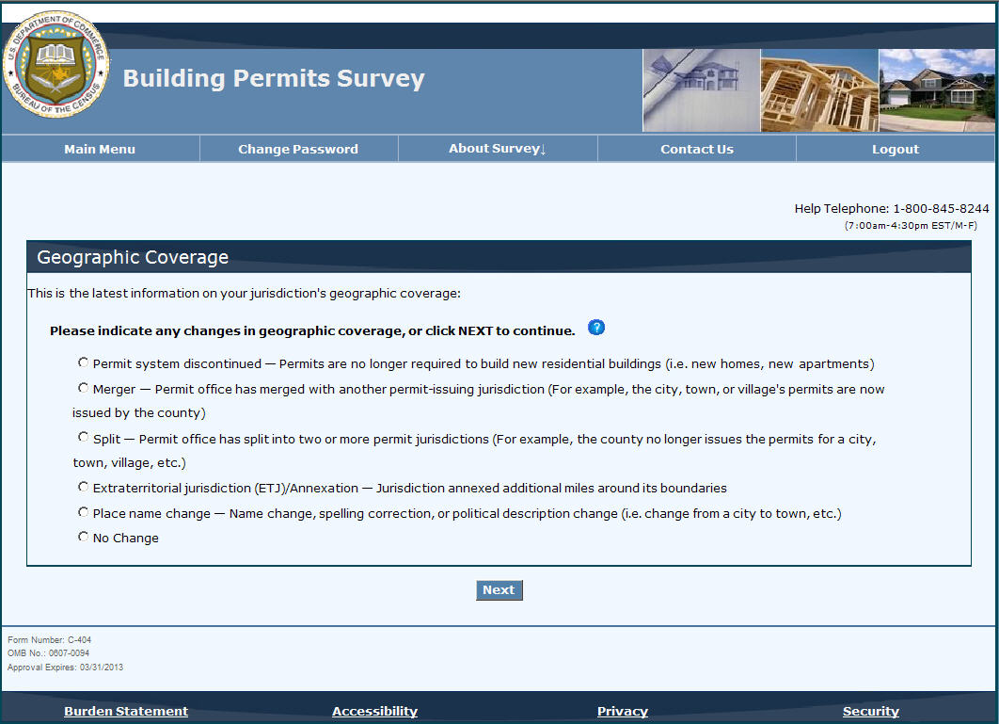 U.S. DEPARTMENT OF COMMERCE
BUREAU OF THE CENSUS
Building Permits Survey
Main Menu
Change Password
About Survey↓
Contact Us
Logout
Help Telephone: 1-800-845-8244
(7:00am-4:30pm EST/M-F)
Geographic Coverage
This is the latest information on your jurisdiction's geographic coverage:
Please indicate any changes in geographic coverage, or click NEXT to continue. ?
Permit system discontinued — Permits are no longer required to build new residential buildings (i.e. new homes, new apartments)
Merger — Permit office has merged with another permit-issuing jurisdiction (For example, the city, town, or village's permits are now
issued by the county)
Split — Permit office has split into two or more permit jurisdictions (For example, the county no longer issues the permits for a city,
town, village, etc.)
Extraterritorial jurisdiction (ETJ)/Annexation — Jurisdiction annexed additional miles around its boundaries
Place name change — Name change, spelling correction, or political description change (i.e. change from a city to town, etc.)
No Change
Next
Form Number: C-404
OMB No.: 0607-0094
Approval Expires: 03/31/2013
Burden Statement
Accessibility
Privacy
Security